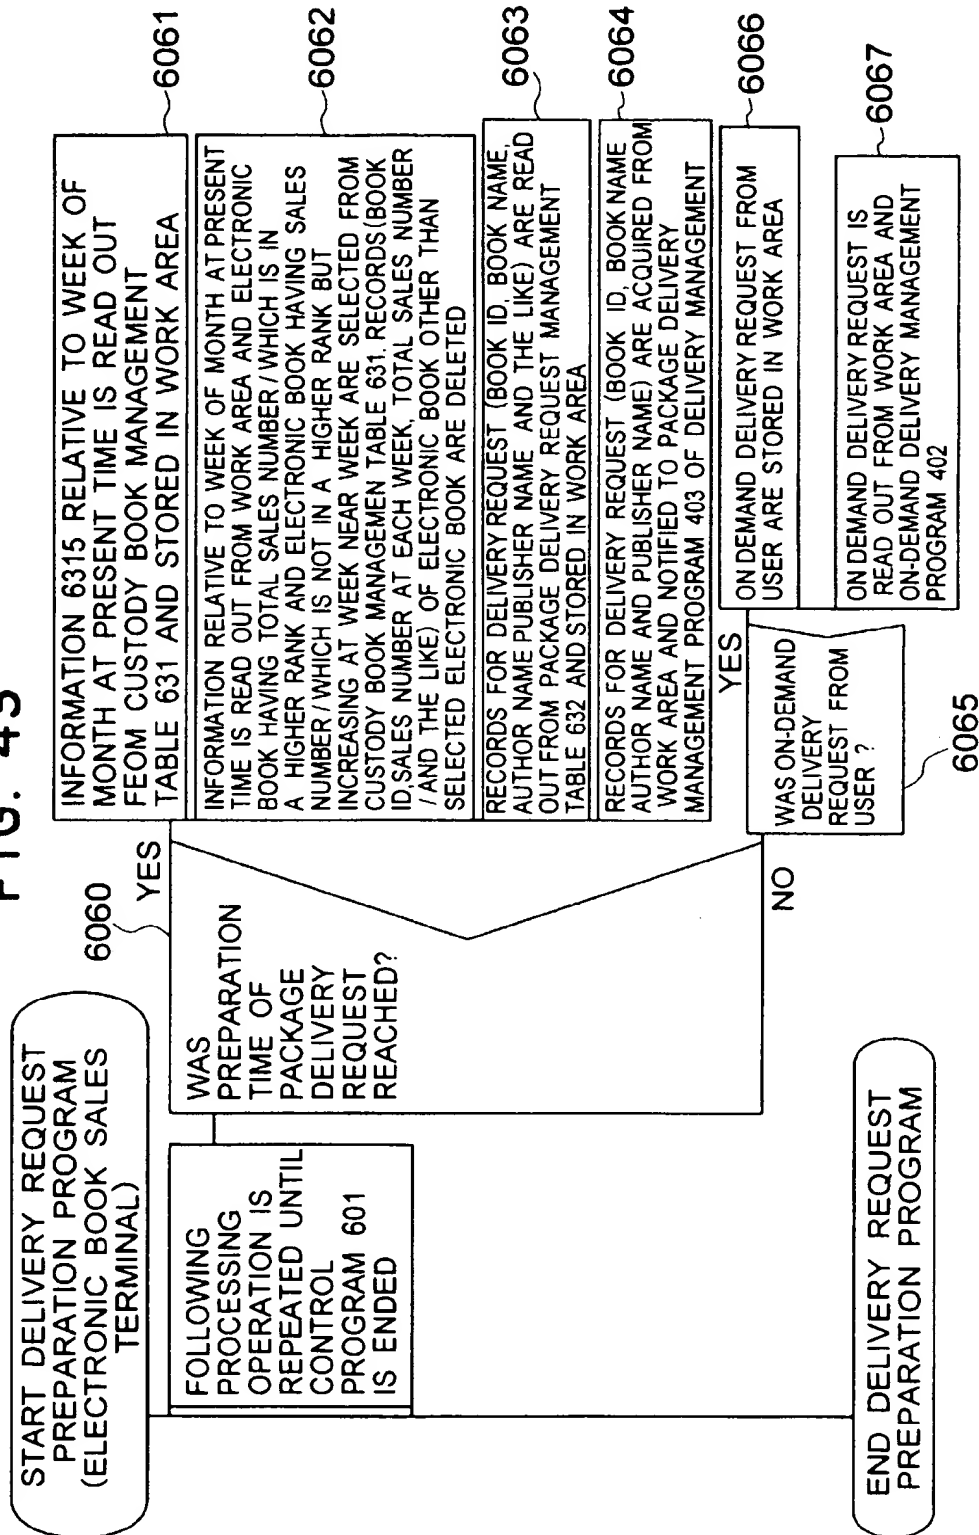 FIG. 43
START DELIVERY REQUEST
PREPARATION PROGRAM
(ELECTRONIC BOOK SALES
TERMINAL)
FOLLOWING
PROCESSING
OPERATION IS
REPEATED UNTIL
CONTROL
PROGRAM 601
IS ENDED
END DELIVERY REQUEST
PREPARATION PROGRAM
6060
WAS
PREPARATION
TIME OF
PACKAGE
DELIVERY
REQUEST
REACHED?
YES
NO
INFORMATION 6315 RELATIVE TO WEEK OF
MONTH AT PRESENT TIME IS READ OUT
FEOM CUSTODY BOOK MANAGEMENT
TABLE 631 AND STORED IN WORK AREA
6061
INFORMATION RELATIVE TO WEEK OF MONTH AT PRESENT
TIME IS READ OUT FROM WORK AREA AND ELECTRONIC
BOOK HAVING TOTAL SALES NUMBER/WHICH IS IN
A HIGHER RANK AND ELECTRONIC BOOK HAVING SALES
NUMBER/WHICH IS NOT IN A HIGHER RANK BUT
INCREASING AT WEEK NEAR WEEK ARE SELECTED FROM
CUSTODY BOOK MANAGEMEN TABLE 631. RECORDS(BOOK
ID,SALES NUMBER AT EACH WEEK, TOTAL SALES NUMBER
/AND THE LIKE) OF ELECTRONIC BOOK OTHER THAN
SELECTED ELECTRONIC BOOK ARE DELETED
6062
RECORDS FOR DELIVERY REQUEST (BOOK ID, BOOK NAME,
AUTHOR NAME PUBLISHER NAME AND THE LIKE) ARE READ
OUT FROM PACKAGE DELIVERY REQUEST MANAGEMENT
TABLE 632 AND STORED IN WORK AREA
6063
RECORDS FOR DELIVERY REQUEST (BOOK ID, BOOK NAME
AUTHOR NAME AND PUBLISHER NAME) ARE ACQUIRED FROM
WORK AREA AND NOTIFIED TO PACKAGE DELIVERY
MANAGEMENT PROGRAM 403 OF DELIVERY MANAGEMENT
6064
WAS ON-DEMAND
DELIVERY
REQUEST FROM
USER ?
6065
YES
ON DEMAND DELIVERY REQUEST FROM
USER ARE STORED IN WORK AREA
6066
ON DEMAND DELIVERY REQUEST IS
READ OUT FROM WORK AREA AND
ON-DEMAND DELIVERY MANAGEMENT
PROGRAM 402
6067